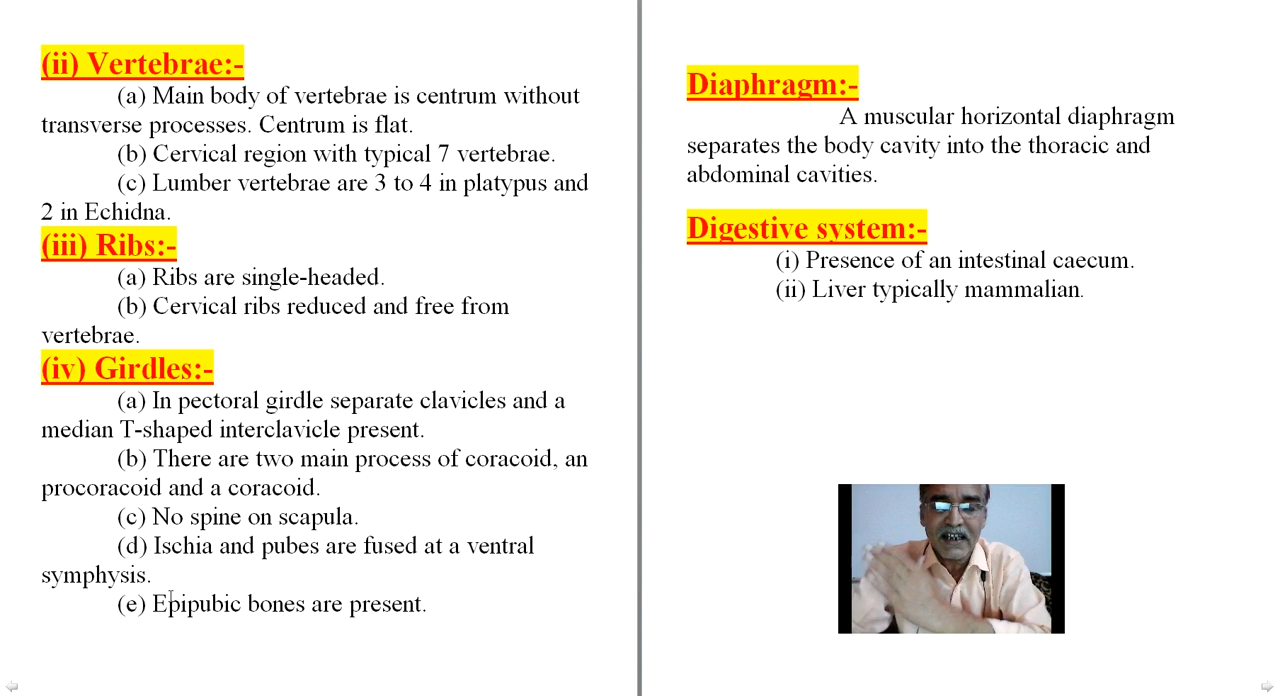 (ii) Vertebrae:-
(a) Main body of vertebrae is centrum without
transverse processes. Centrum is flat.
(b) Cervical region with typical 7 vertebrae.
(c) Lumber vertebrae are 3 to 4 in platypus and
2 in Echidna.
(iii) Ribs:-
(a) Ribs are single-headed.
(b) Cervical ribs reduced and free from
vertebrae.
(iv) Girdles:-
(a) In pectoral girdle separate clavicles and a
median T-shaped interclavicle present.
(b) There are two main process of coracoid, an
procoracoid and a coracoid.
(c) No spine on scapula.
(d) Ischia and pubes are fused at a ventral
symphysis.
(e) Epipubic bones are present.
Diaphragm:-
A muscular horizontal diaphragm
separates the body cavity into the thoracic and
abdominal cavities.
Digestive system:-
(i) Presence of an intestinal caecum.
(ii) Liver typically mammalian.